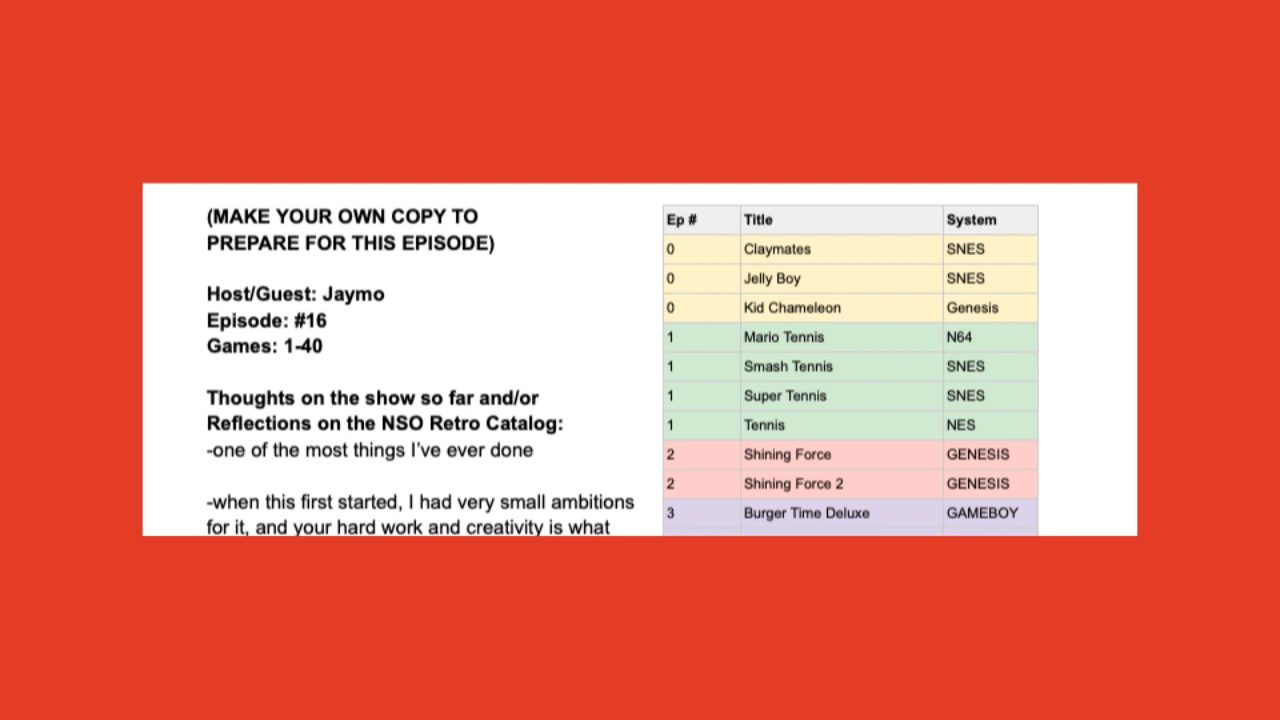 (MAKE YOUR OWN COPY TO
PREPARE FOR THIS EPISODE)
Host/Guest: Jaymo
Episode: #16
Games: 1-40
Thoughts on the show so far and/or
Reflections on the NSO Retro Catalog:
-one of the most things I've ever done
-when this first started, I had very small ambitions
for it, and your hard work and creativity is what
Ep # Title System
0 Claymates SNES
0 Jelly Boy SNES
0 Kid Chameleon Genesis
1 Mario Tennis N64
1 Smash Tennis SNES
1 Super Tennis SNES
1 Tennis NES
2 Shining Force GENESIS
2 Shining Force 2 GENESIS
3 Burger Time Deluxe GAMEBOY